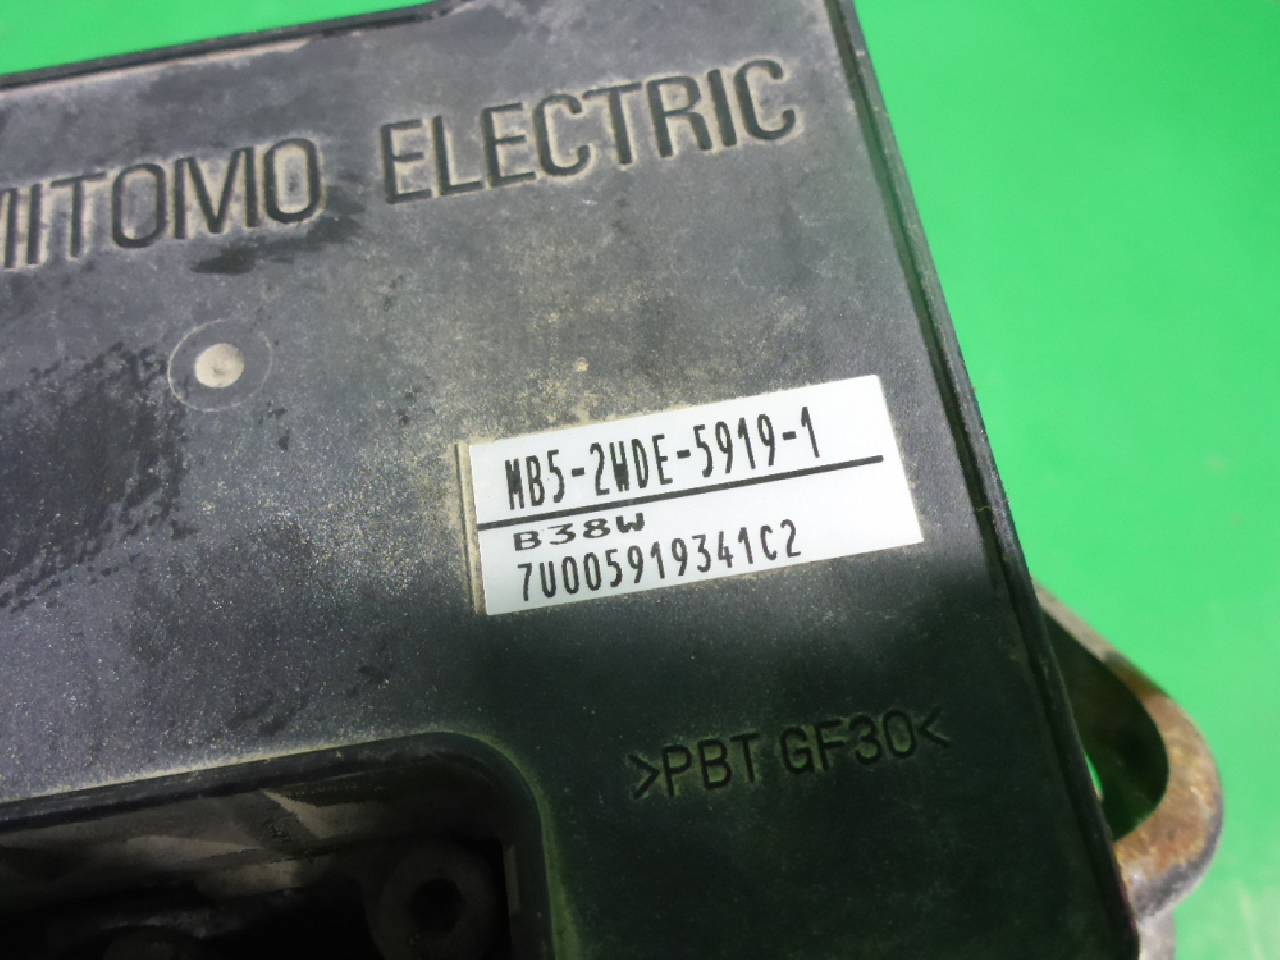 MITOMO ELECTRIC
MB5-2WDE-5919-1
B38W
7U005919341C2
>PBT GF30<